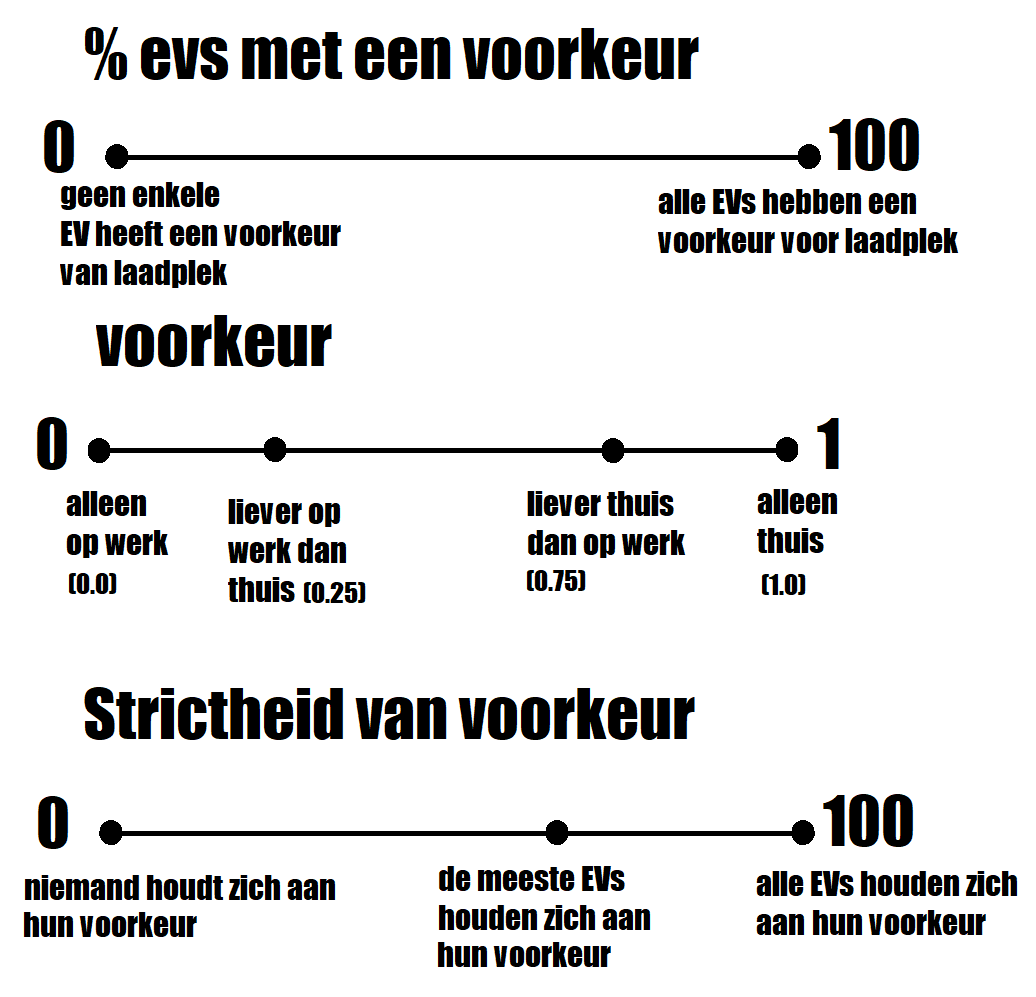 % evs met een voorkeur
0
100
geen enkele
EV heeft een voorkeur
van laadplek
alle EVs hebben een
voorkeur voor laadplek
voorkeur
0
1
alleen
op werk
(0.0)
liever op
werk dan
thuis (0.25)
liever thuis
dan op werk
(0.75)
alleen
thuis
(1.0)
Strictheid van voorkeur
0
100
niemand houdt zich aan
hun voorkeur
de meeste EVs
houden zich aan
hun voorkeur
alle EVs houden zich
aan hun voorkeur